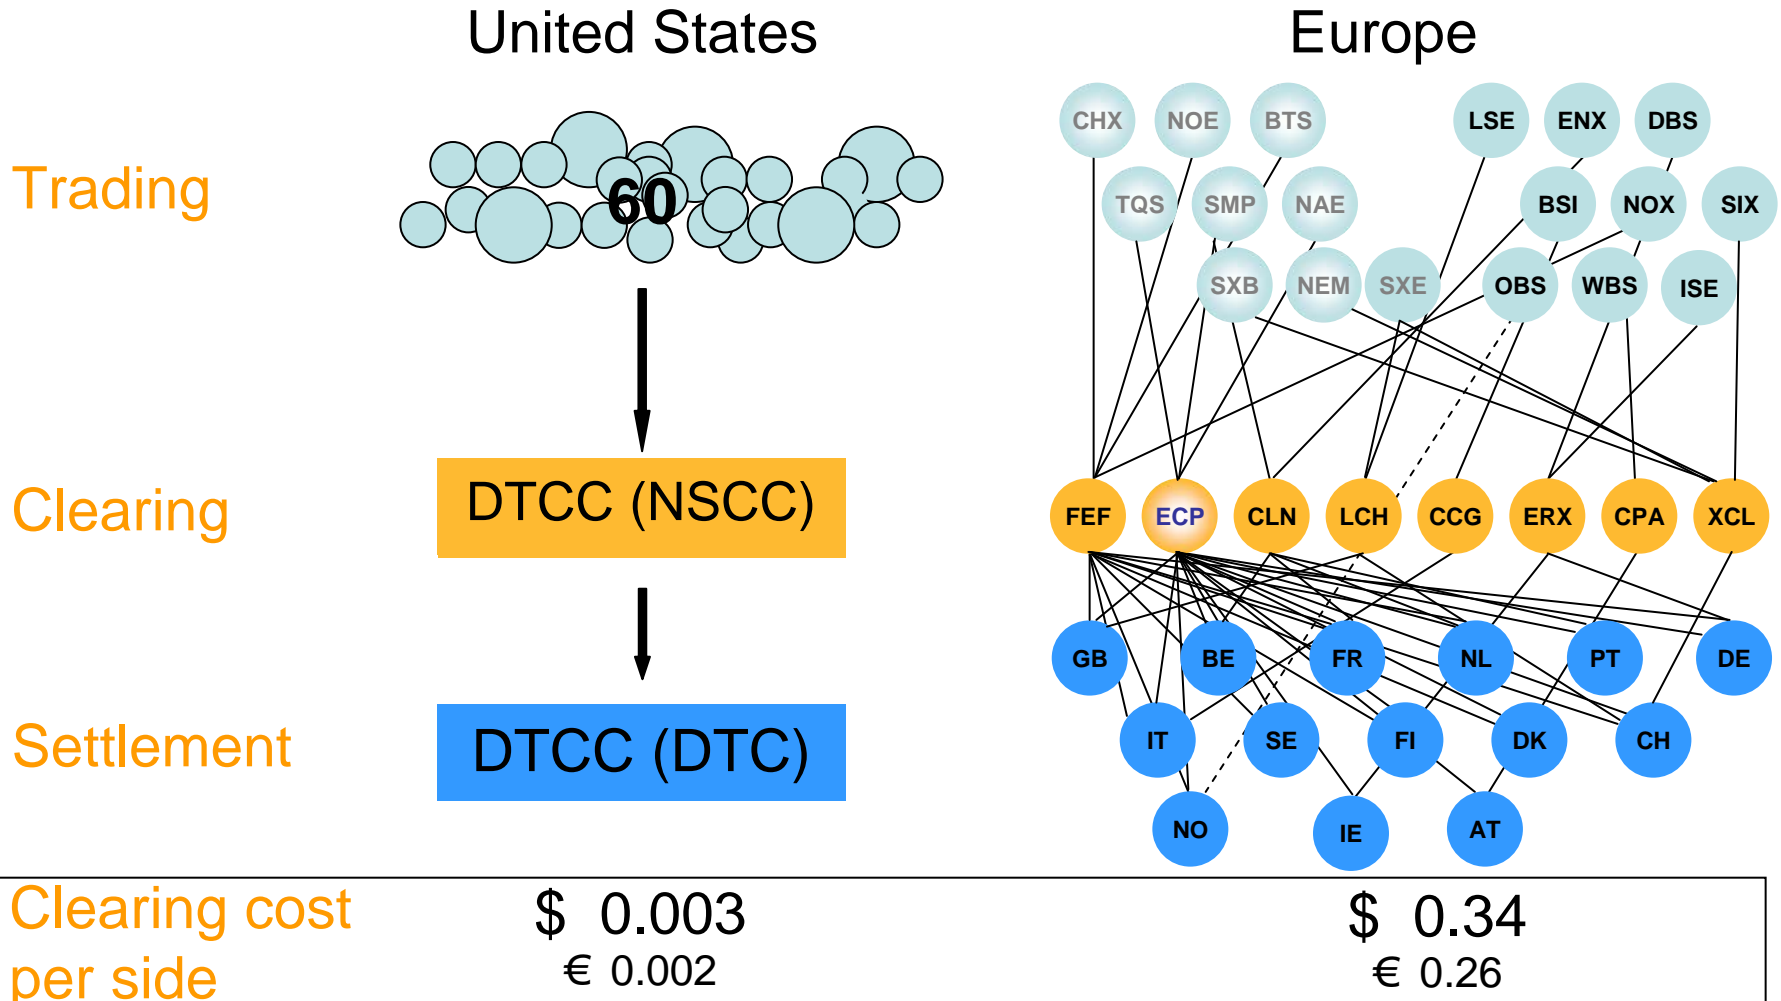 United States
Europe
Trading
60
CHX NOE BTS LSE ENX DBS
TQS SMP NAE BSI NOX SIX
SXB NEM SXE OBS WBS ISE
Clearing
DTCC (NSCC)
FEF ECP CLN LCH CCG ERX CPA XCL
GB BE FR NL PT DE
Settlement
DTCC (DTC)
IT SE FI DK CH
NO IE AT
Clearing cost
per side
$ 0.003
€ 0.002
$ 0.34
€ 0.26